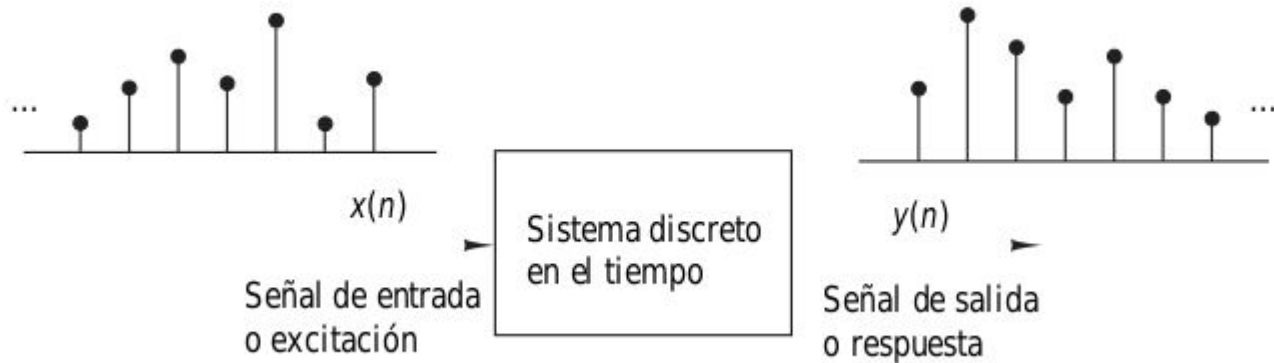 ...
...
x(n)
y(n)
Sistema discreto
en el tiempo
Señal de entrada
o excitación
Señal de salida
o respuesta